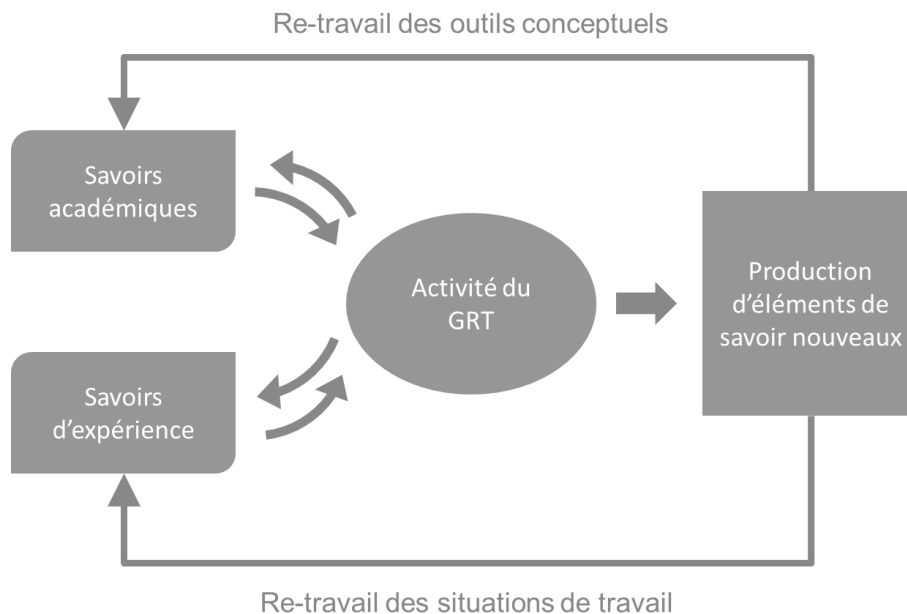 Re-travail des outils conceptuels
Savoirs
académiques
Activité du
GRT
Production
d’éléments de
savoir nouveaux
Savoirs
d’expérience
Re-travail des situations de travail